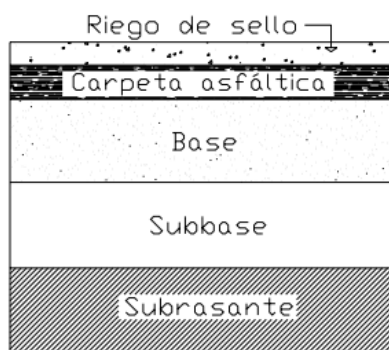 Riego de sello
Carpeta asfáltica
Base
Subbase
Subrasante